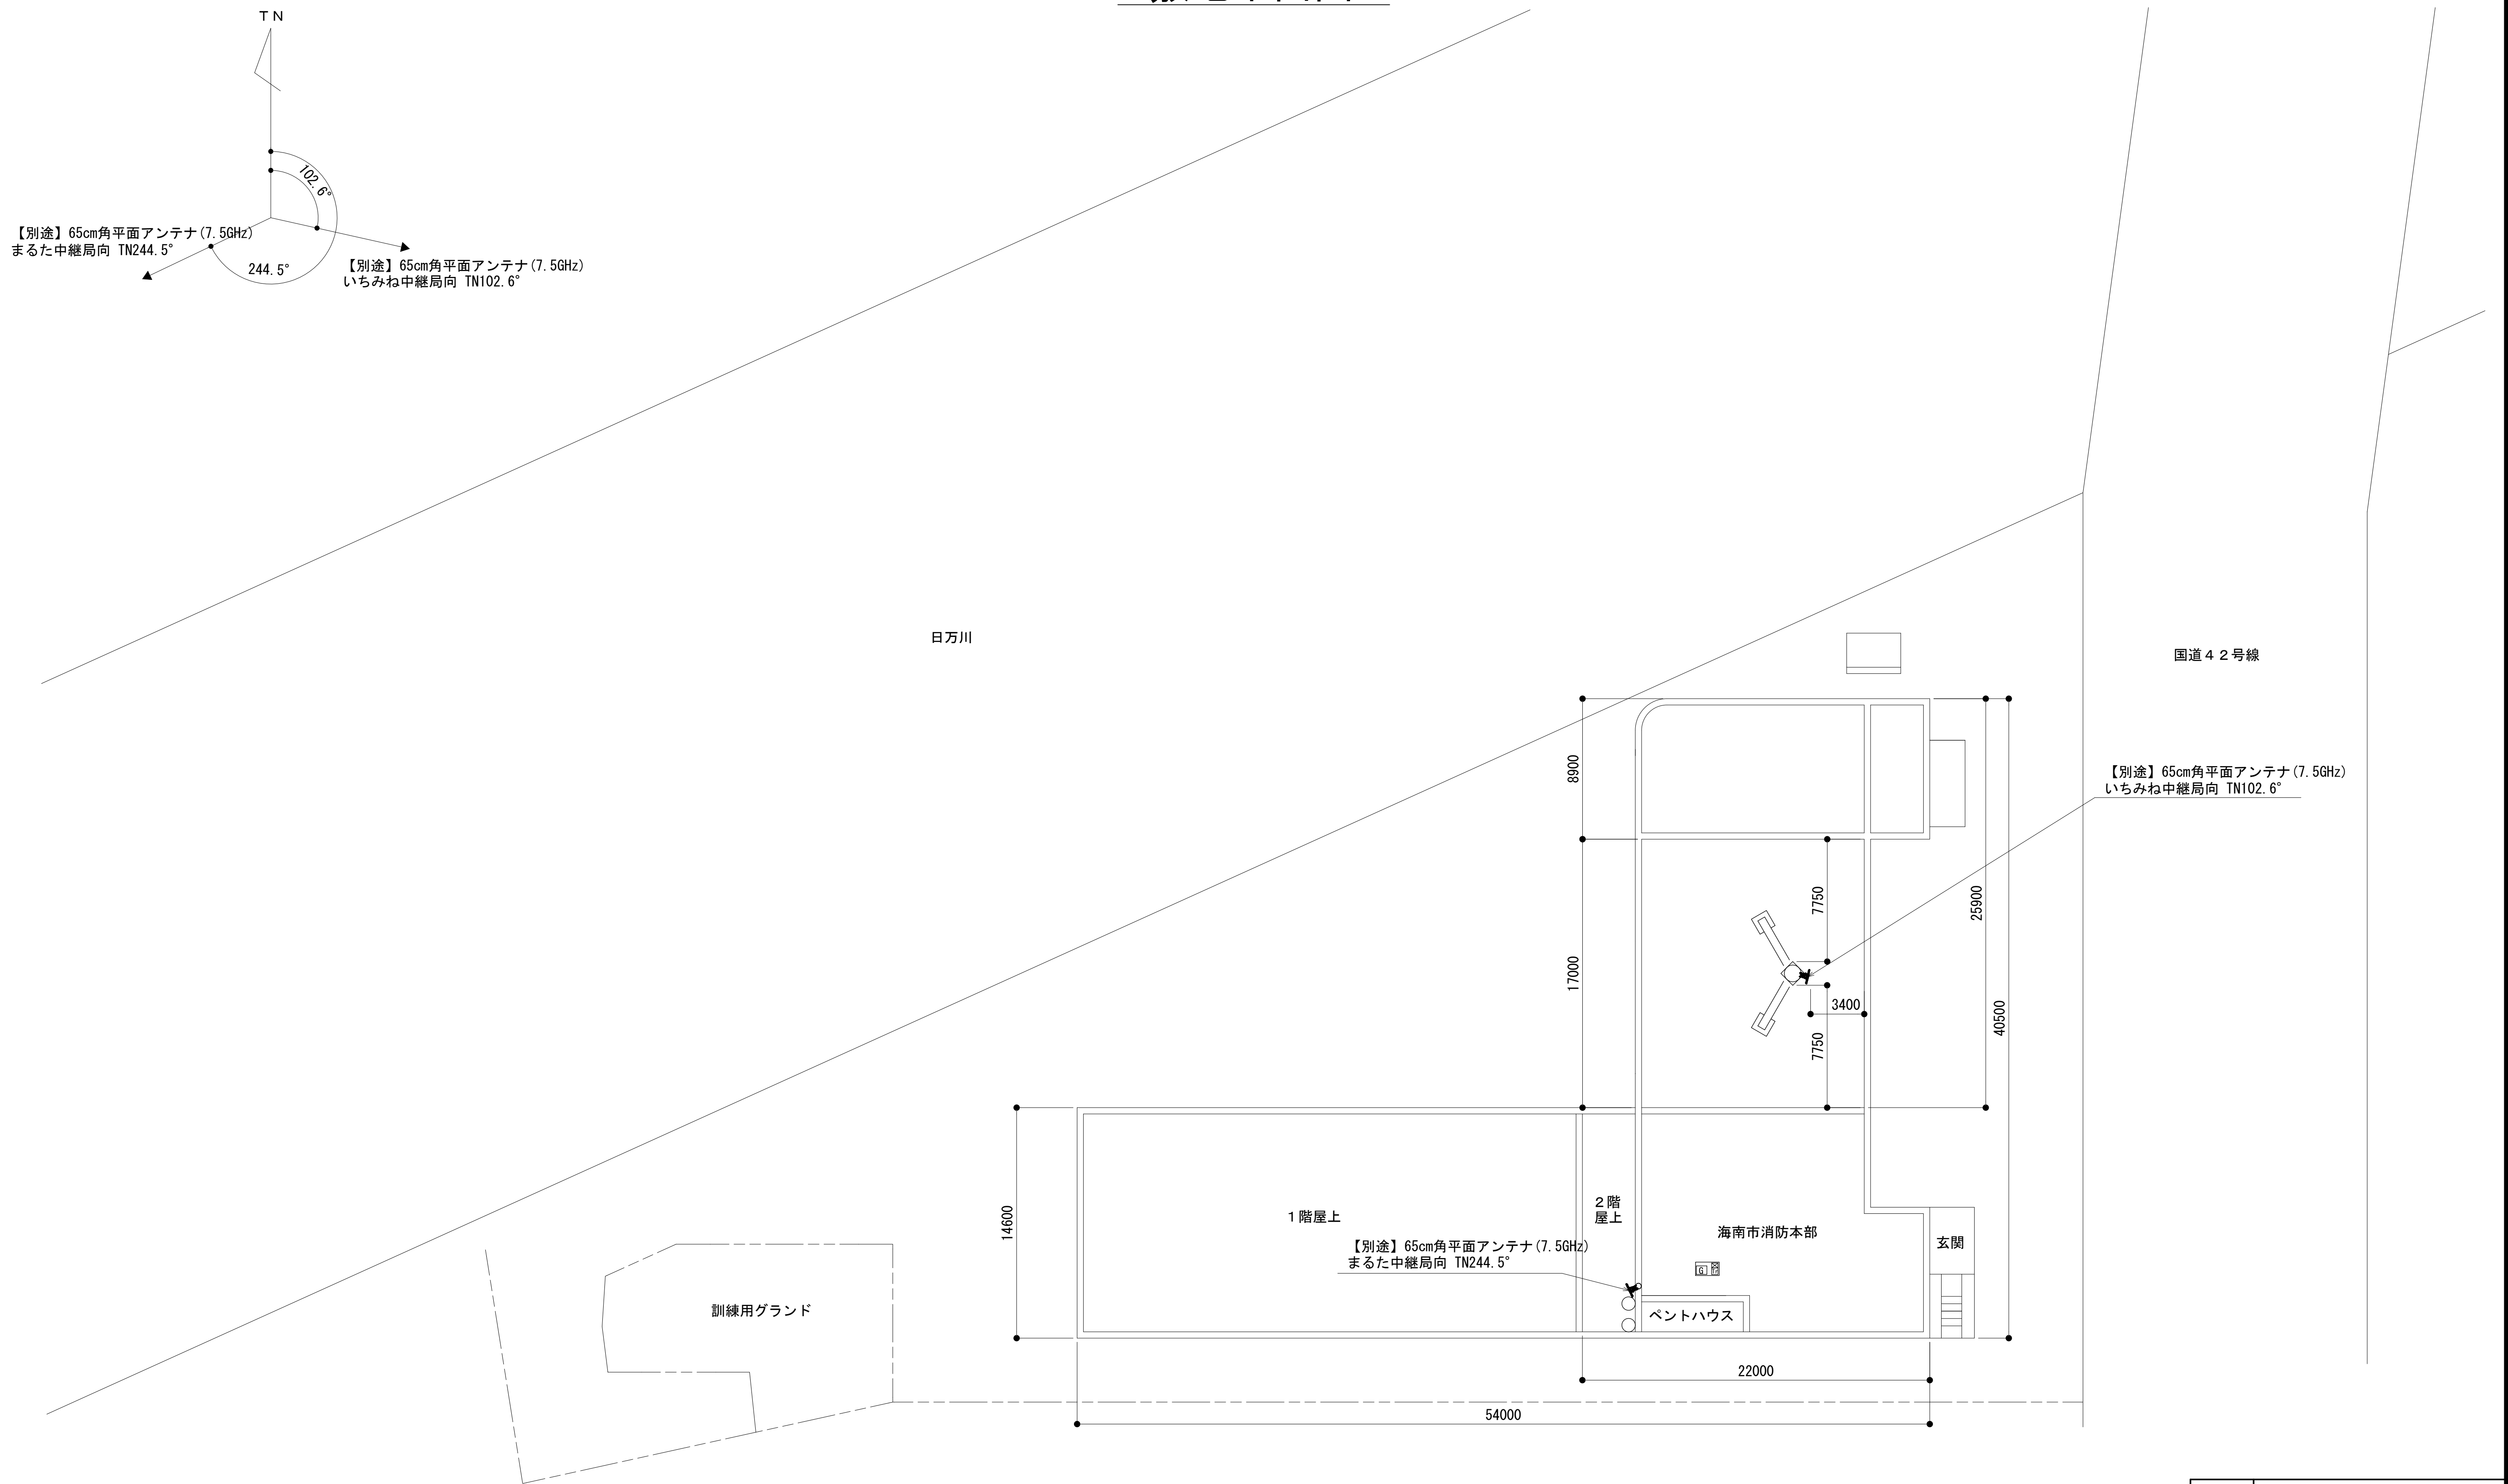 ＴＮ
102.6°
【別途】65cm角平面アンテナ(7.5GHz)
まるた中継局向 TN244.5°
244.5°
【別途】65cm角平面アンテナ(7.5GHz)
いちみね中継局向 TN102.6°
日万川
国道４２号線
8900
【別途】65cm角平面アンテナ(7.5GHz)
いちみね中継局向 TN102.6°
7750
25900
17000
3400
40500
7750
14600
１階屋上
２階
屋上
海南市消防本部
玄関
【別途】65cm角平面アンテナ(7.5GHz)
まるた中継局向 TN244.5°
G
訓練用グランド
ペントハウス
22000
54000